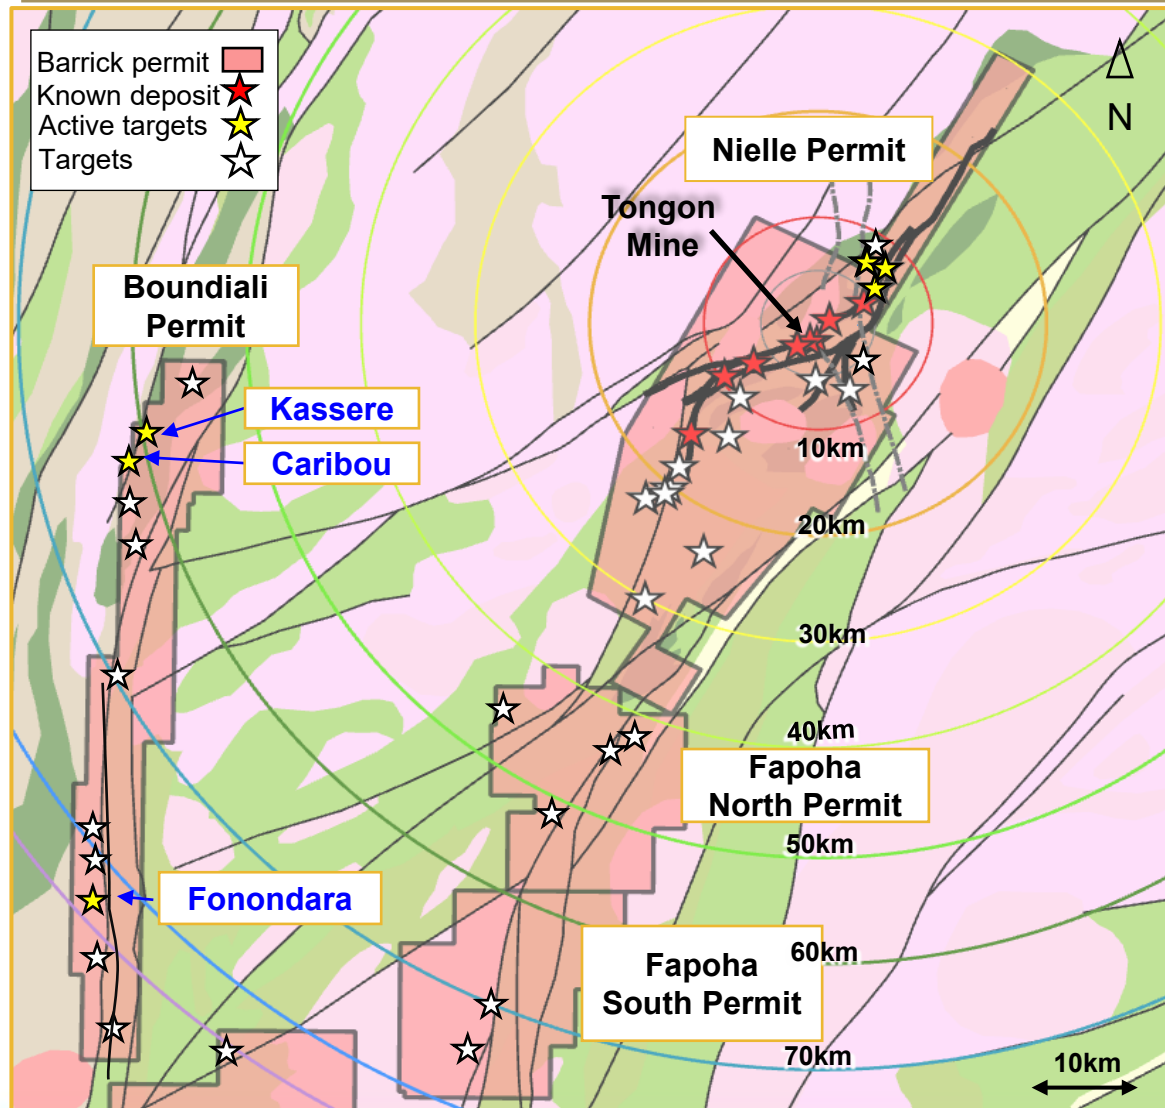 Barrick permit
Known deposit
Active targets
Targets
N
Nielle Permit
Tongon
Mine
Boundiali
Permit
Kassere
Caribou
10km
20km
30km
40km
Fapoha
North Permit
50km
Fonondara
60km
Fapoha
South Permit
70km
10km